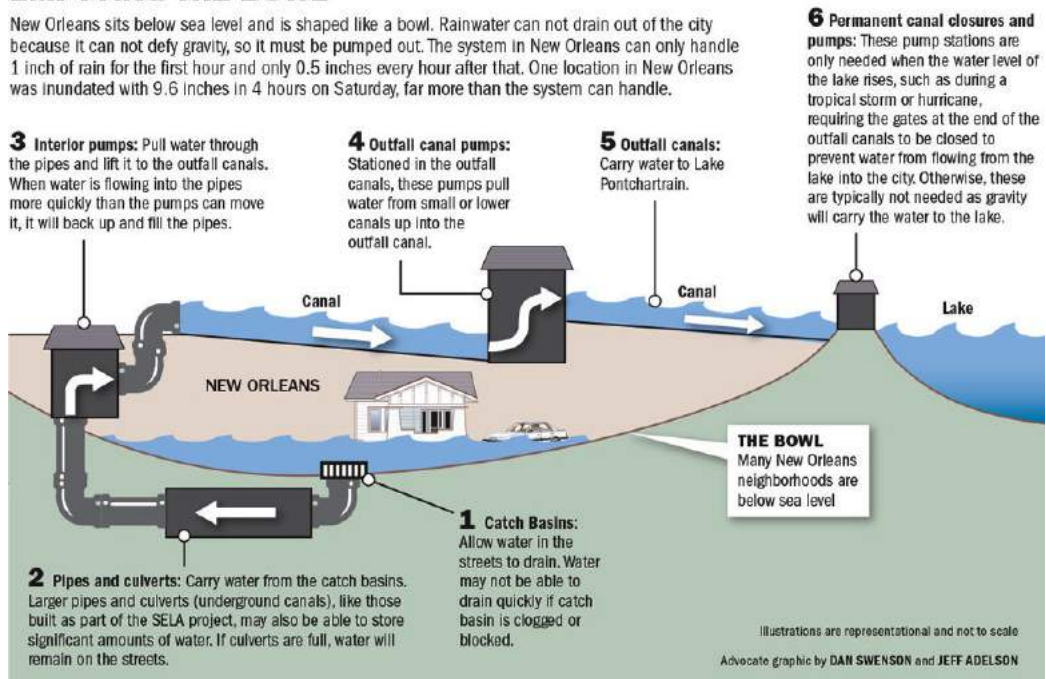 New Orleans sits below sea level and is shaped like a bowl. Rainwater can not drain out of the city
because it can not defy gravity, so it must be pumped out. The system in New Orleans can only handle
1 inch of rain for the first hour and only 0.5 inches every hour after that. One location in New Orleans
was inundated with 9.6 inches in 4 hours on Saturday, far more than the system can handle.
6 Permanent canal closures and
pumps: These pump stations are
only needed when the water level of
the lake rises, such as during a
tropical storm or hurricane,
requiring the gates at the end of the
outfall canals to be closed to
prevent water from flowing from the
lake into the city. Otherwise, these
are typically not needed as gravity
will carry the water to the lake.
3 Interior pumps: Pull water through
the pipes and lift it to the outfall canals.
When water is flowing into the pipes
more quickly than the pumps can move
it, it will back up and fill the pipes.
4 Outfall canal pumps:
Stationed in the outfall
canals, these pumps pull
water from small or lower
canals up into the
outfall canal.
5 Outfall canals:
Carry water to Lake
Pontchartrain.
Canal
Canal
Lake
NEW ORLEANS
THE BOWL
Many New Orleans
neighborhoods are
below sea level
1 Catch Basins:
Allow water in the
streets to drain. Water
may not be able to
drain quickly if catch
basin is clogged or
blocked.
2 Pipes and culverts: Carry water from the catch basins.
Larger pipes and culverts (underground canals), like those
built as part of the SELA project, may also be able to store
significant amounts of water. If culverts are full, water will
remain on the streets.
Illustrations are representational and not to scale
Advocate graphic by DAN SWENSON and JEFF ADELSON